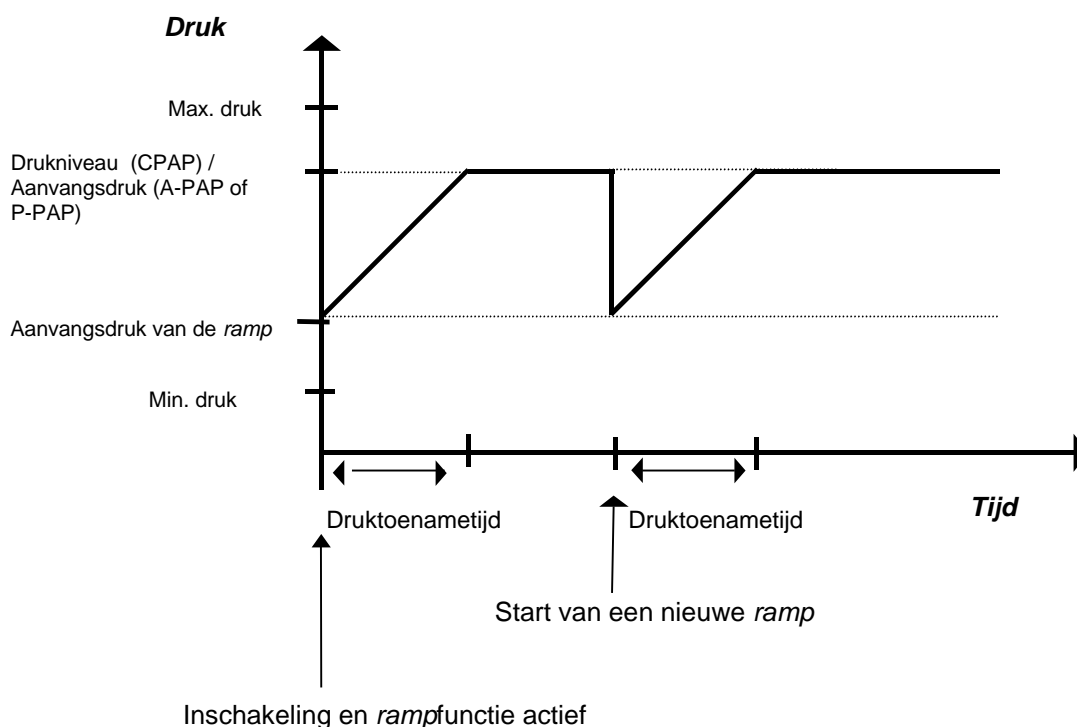 Druk
Max. druk
Drukniveau (CPAP) /
Aanvangsdruk (A-PAP of
P-PAP)
Aanvangsdruk van de ramp
Min. druk
Tijd
Druktoenametijd
Druktoenametijd
Start van een nieuwe ramp
Inschakeling en rampfunctie actief